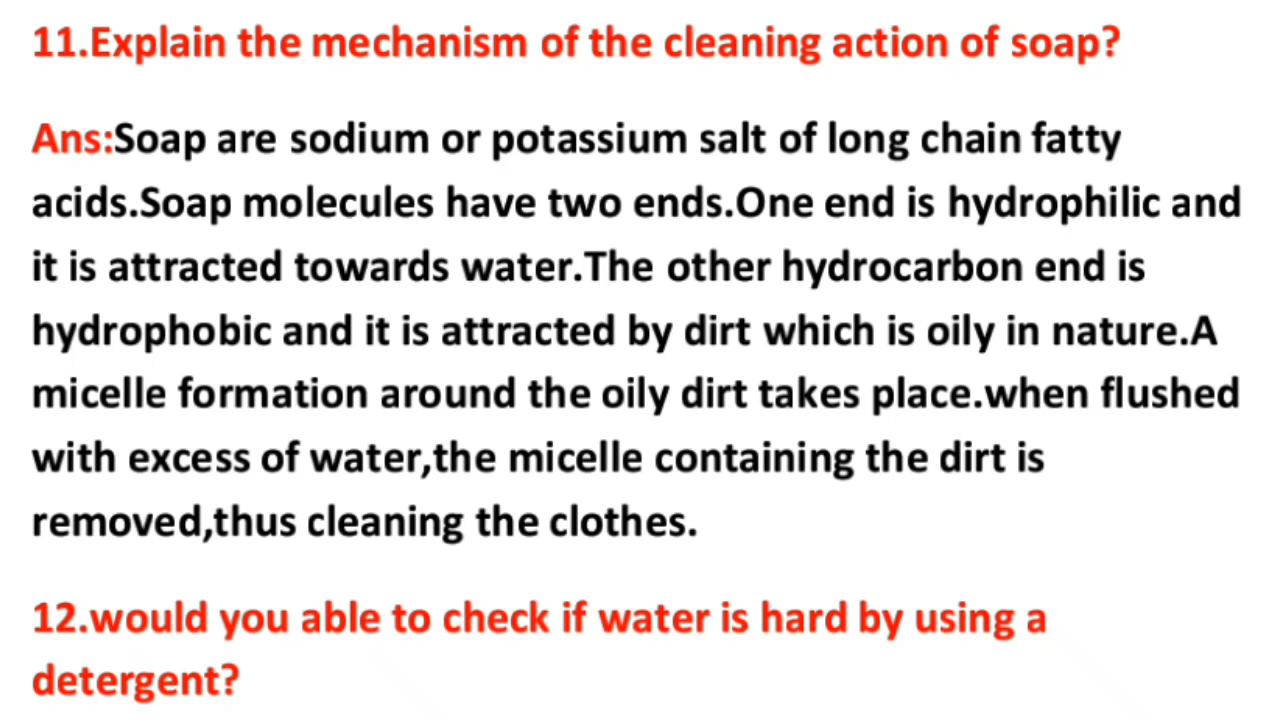 11.Explain the mechanism of the cleaning action of soap?
Ans:Soap are sodium or potassium salt of long chain fatty
acids.Soap molecules have two ends.One end is hydrophilic and
it is attracted towards water.The other hydrocarbon end is
hydrophobic and it is attracted by dirt which is oily in nature.A
micelle formation around the oily dirt takes place.when flushed
with excess of water,the micelle containing the dirt is
removed,thus cleaning the clothes.
12.would you able to check if water is hard by using a
detergent?